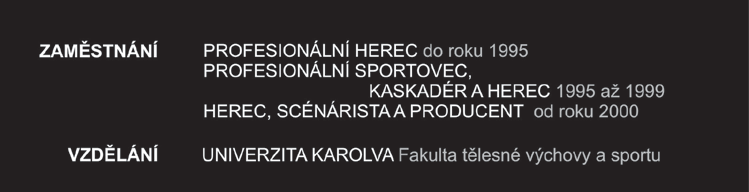 ZAMĚSTNÁNÍ PROFESIONÁLNÍ HEREC do roku 1995
PROFESIONÁLNÍ SPORTOVEC,
KASKADÉR A HEREC 1995 až 1999
HEREC, SCÉNÁRISTA A PRODUCENT od roku 2000
VZDĚLÁNÍ UNIVERZITA KAROLVA Fakulta tělesné výchovy a sportu